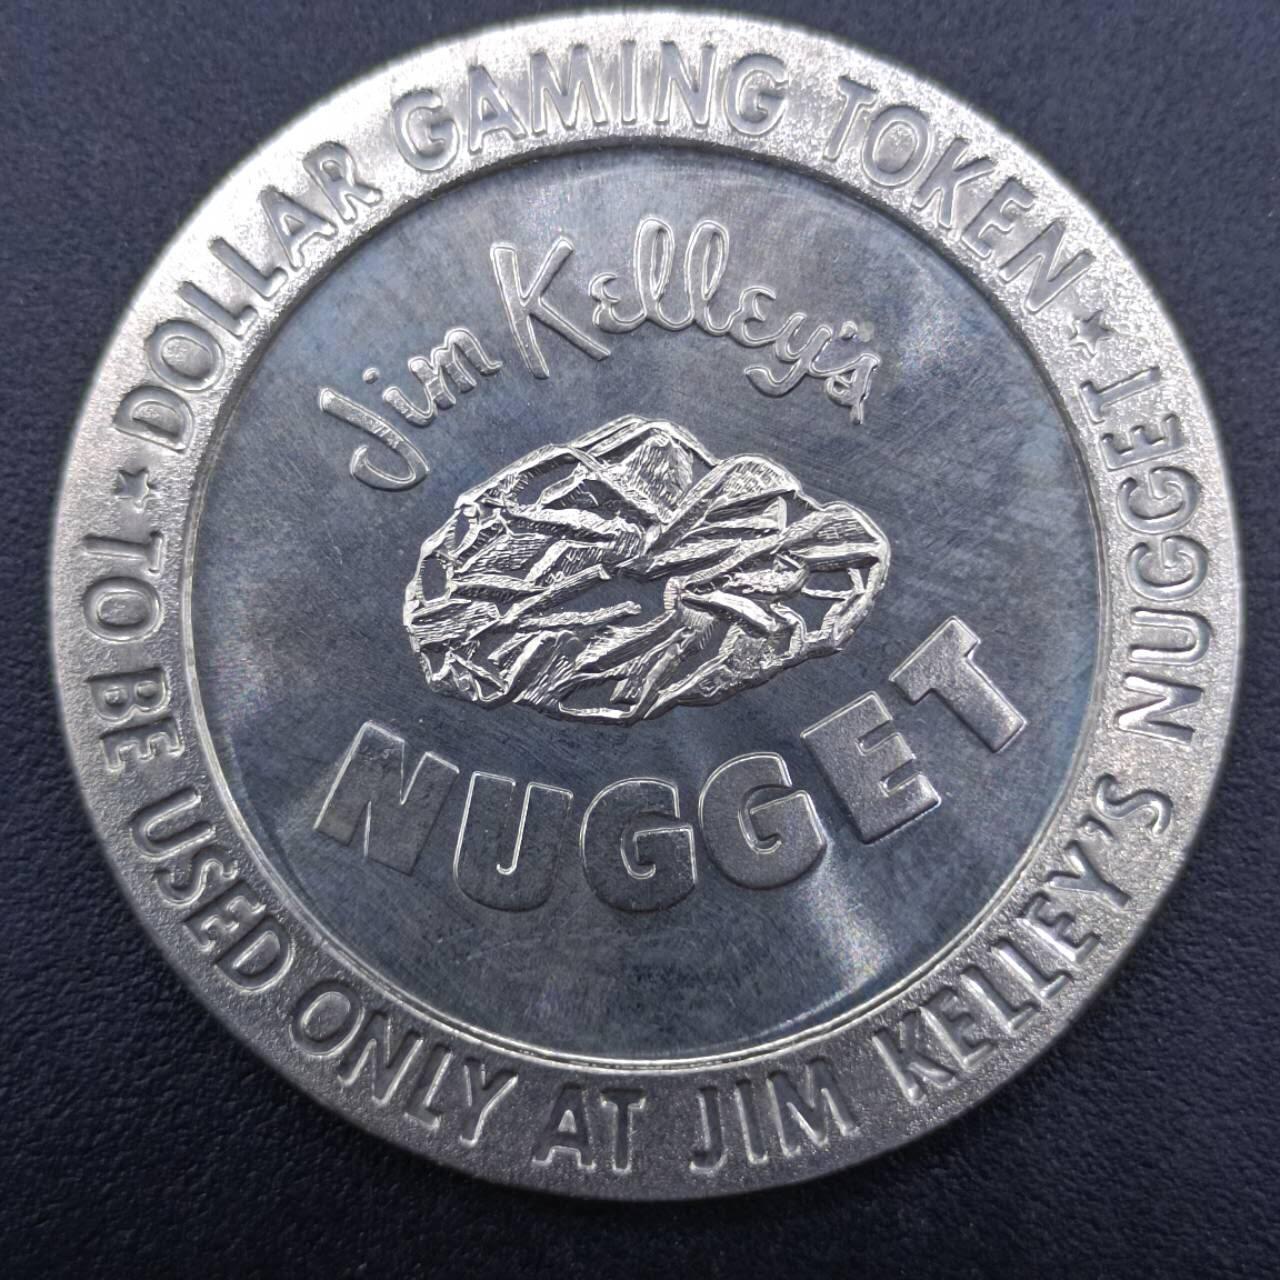 DOLLAR GAMING TOKEN
TO BE USED ONLY AT JIM KELLEY'S NUGGET
Jim Kelley's
NUGGET